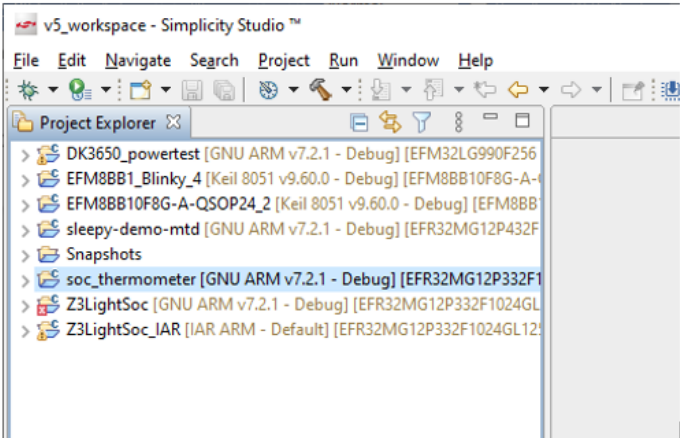 v5_workspace - Simplicity Studio ™
File Edit Navigate Search Project Run Window Help
Project Explorer
DK3650_powertest [GNU ARM v7.2.1 - Debug] [EFM32LG990F256
EFM8BB1_Blinky_4 [Keil 8051 v9.60.0 - Debug] [EFM8BB10F8G-A-
EFM8BB10F8G-A-QSOP24_2 [Keil 8051 v9.60.0 - Debug] [EFM8BB
sleepy-demo-mtd [GNU ARM v7.2.1 - Debug] [EFR32MG12P432F
Snapshots
soc_thermometer [GNU ARM v7.2.1 - Debug] [EFR32MG12P332F1
Z3LightSoc [GNU ARM v7.2.1 - Debug] [EFR32MG12P332F1024GL
Z3LightSoc_IAR [IAR ARM - Default] [EFR32MG12P332F1024GL12